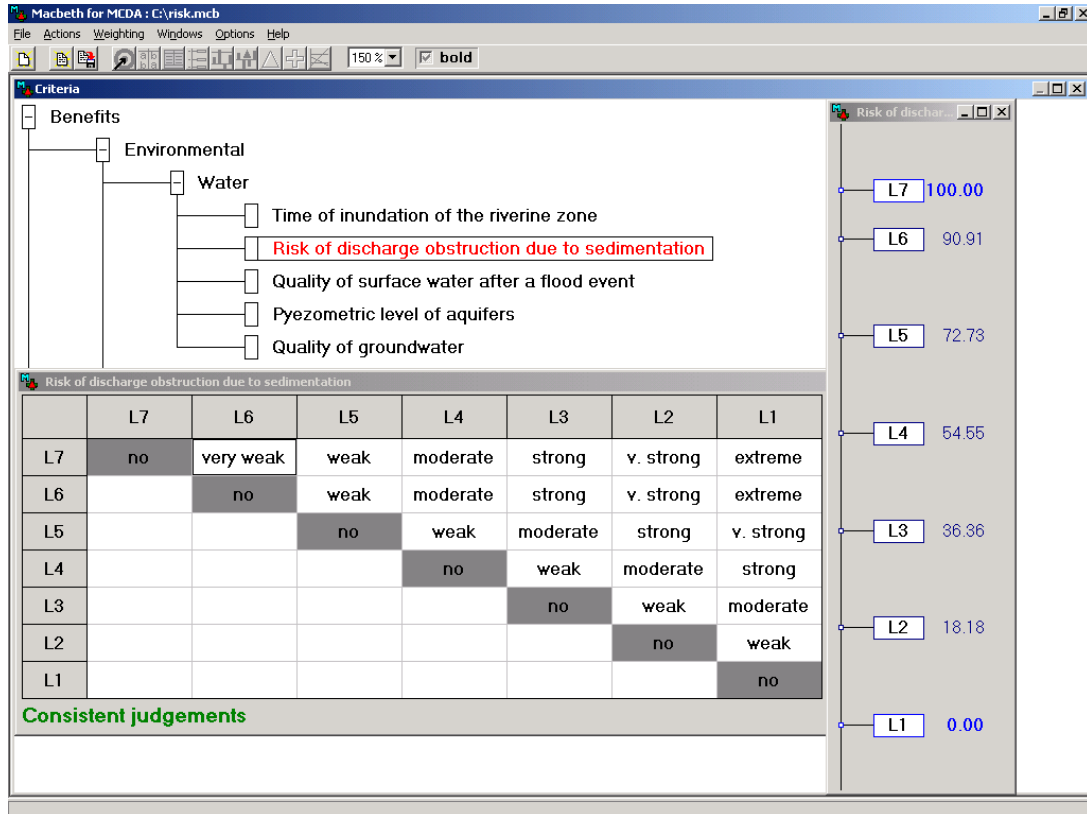 Macbeth for MCDA : C:\risk.mcb
File Actions Weighting Windows Options Help
150 % bold
Criteria
Benefits
Environmental
Water
Time of inundation of the riverine zone
Risk of discharge obstruction due to sedimentation
Quality of surface water after a flood event
Pyezometric level of aquifers
Quality of groundwater
Risk of discharge obstruction due to sedimentation
L7 L6 L5 L4 L3 L2 L1
L7 no very weak weak moderate strong v. strong extreme
L6 no weak moderate strong v. strong extreme
L5 no weak moderate strong v. strong
L4 no weak moderate strong
L3 no weak moderate
L2 no weak
L1 no
Consistent judgements
Risk of dischar...
L7 100.00
L6 90.91
L5 72.73
L4 54.55
L3 36.36
L2 18.18
L1 0.00